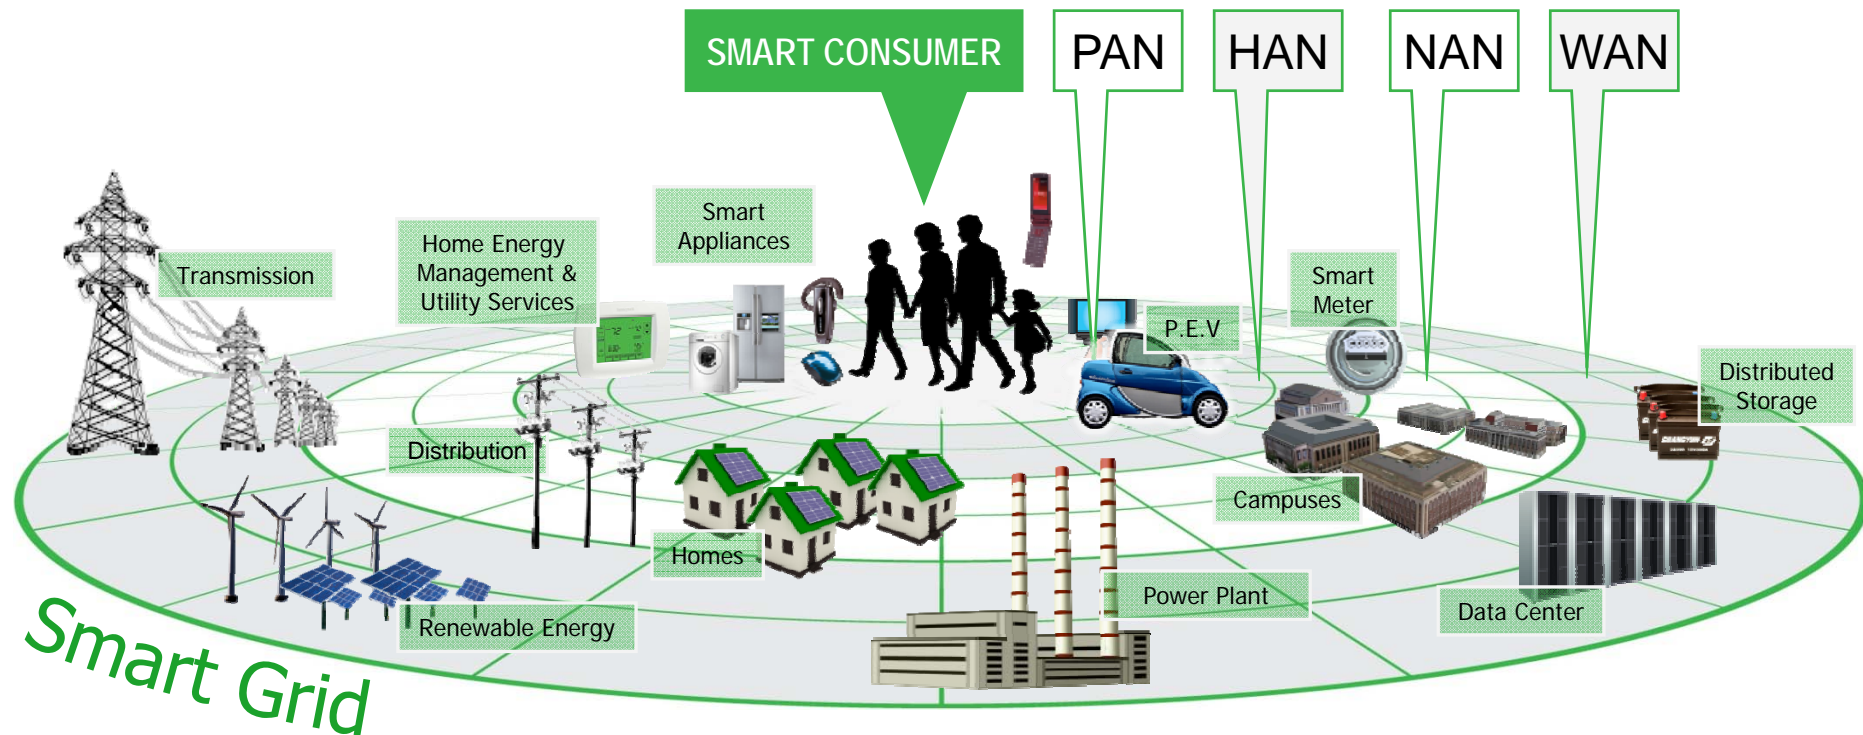 SMART CONSUMER
PAN
HAN
NAN
WAN
Smart
Appliances
Home Energy
Management &
Utility Services
Transmission
Smart
Meter
P.E.V
Distributed
Storage
Distribution
Campuses
Homes
Power Plant
Data Center
Renewable Energy
Smart Grid